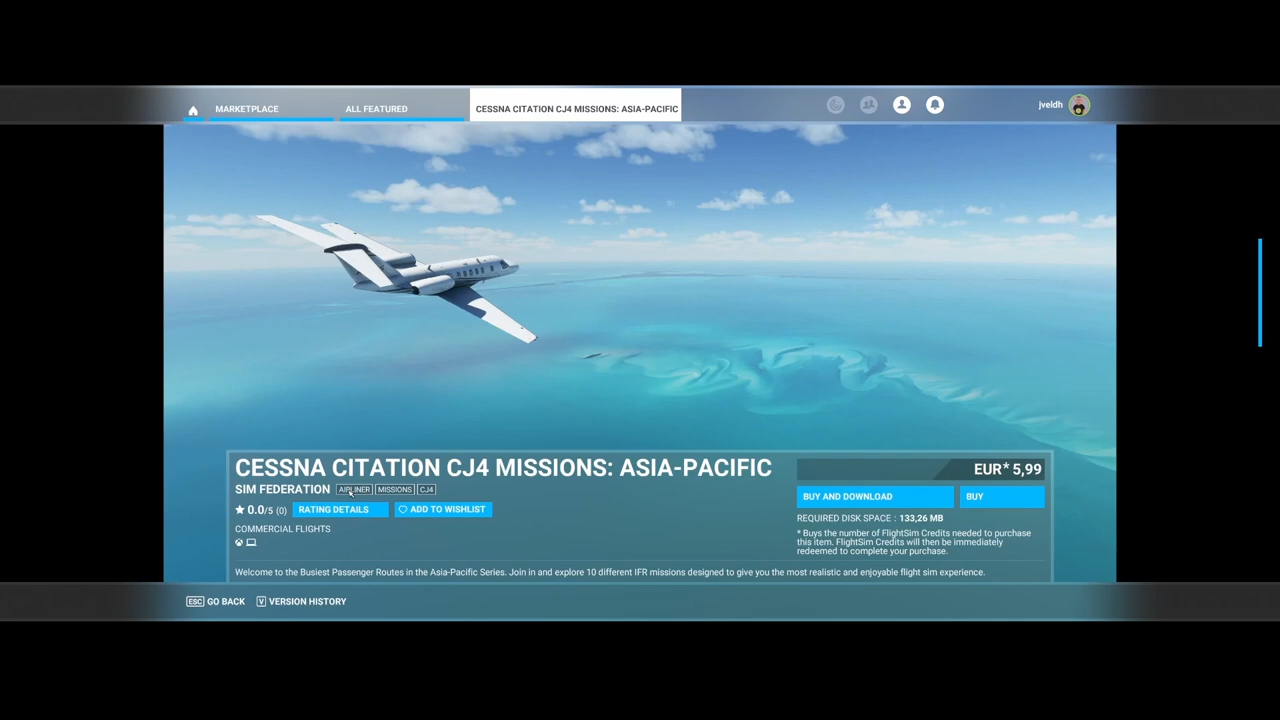 MARKETPLACE
ALL FEATURED
CESSNA CITATION CJ4 MISSIONS: ASIA-PACIFIC
jveldh
CESSNA CITATION CJ4 MISSIONS: ASIA-PACIFIC
SIM FEDERATION AIRLINER MISSIONS CJ4
0.0/5 (0) RATING DETAILS ADD TO WISHLIST
COMMERCIAL FLIGHTS
EUR* 5,99
BUY AND DOWNLOAD BUY
REQUIRED DISK SPACE : 133,26 MB
* Buys the number of FlightSim Credits needed to purchase
this item. FlightSim Credits will then be immediately
redeemed to complete your purchase.
Welcome to the Busiest Passenger Routes in the Asia-Pacific Series. Join in and explore 10 different IFR missions designed to give you the most realistic and enjoyable flight sim experience.
ESC GO BACK V VERSION HISTORY